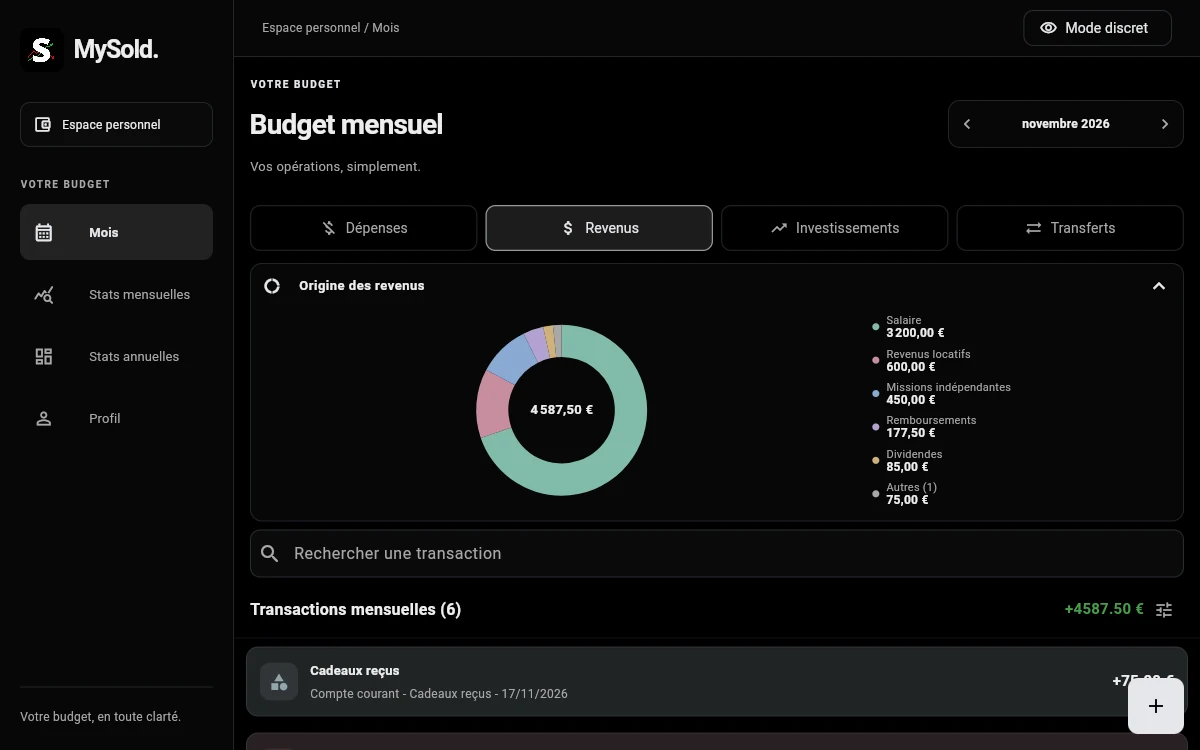 MySold.
Espace personnel
VOTRE BUDGET
Mois
Stats mensuelles
Stats annuelles
Profil
Votre budget, en toute clarté.
Espace personnel / Mois
Mode discret
VOTRE BUDGET
Budget mensuel
novembre 2026
Vos opérations, simplement.
Dépenses
Revenus
Investissements
Transferts
Origine des revenus
4 587,50 €
Salaire
3 200,00 €
Revenus locatifs
600,00 €
Missions indépendantes
450,00 €
Remboursements
177,50 €
Dividendes
85,00 €
Autres (1)
75,00 €
Rechercher une transaction
Transactions mensuelles (6)
+4587.50 €
Cadeaux reçus
Compte courant - Cadeaux reçus - 17/11/2026